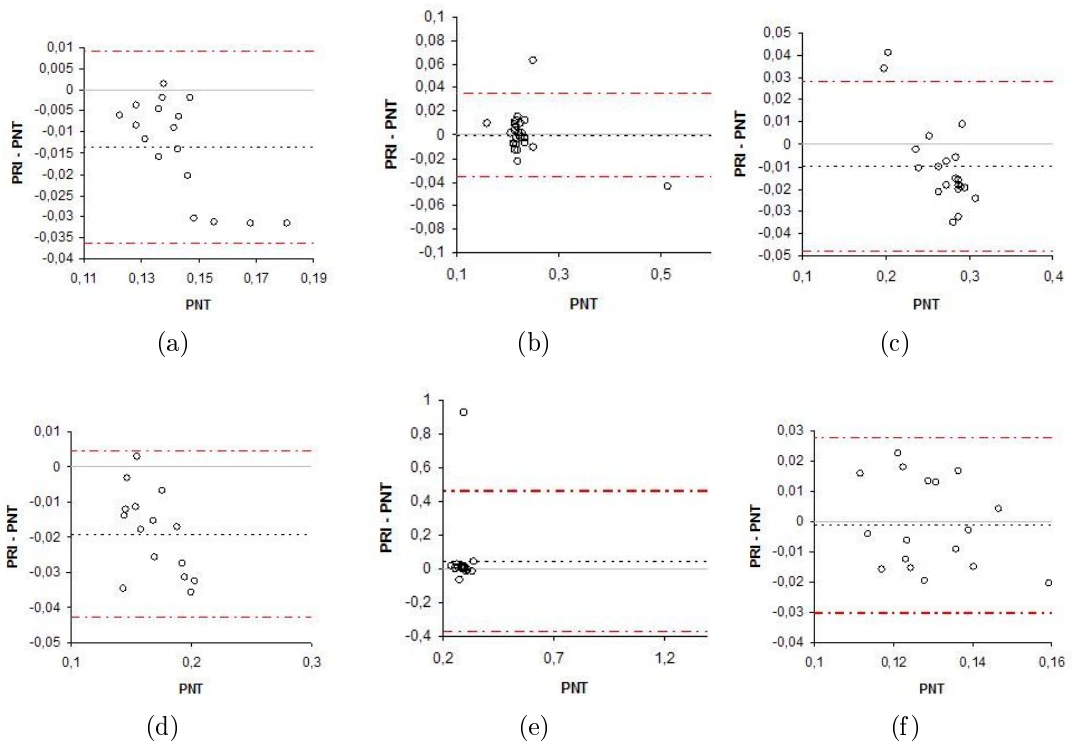 0,01
0,005
0
-0,005
-0,01
-0,015
-0,02
-0,025
-0,03
-0,035
-0,04
PRI - PNT
0,11 0,13 0,15 0,17 0,19
PNT
(a)
0,1
0,08
0,06
0,04
0,02
0
-0,02
-0,04
-0,06
-0,08
-0,1
PRI - PNT
0,1 0,3 0,5
PNT
(b)
0,05
0,04
0,03
0,02
0,01
0
-0,01
-0,02
-0,03
-0,04
-0,05
PRI - PNT
0,1 0,2 0,3 0,4
PNT
(c)
0,01
0
-0,01
-0,02
-0,03
-0,04
-0,05
PRI - PNT
0,1 0,2 0,3
PNT
(d)
1
0,8
0,6
0,4
0,2
0
-0,2
-0,4
PRI - PNT
0,2 0,7 1,2
PNT
(e)
0,03
0,02
0,01
0
-0,01
-0,02
-0,03
-0,04
PRI - PNT
0,1 0,12 0,14 0,16
PNT
(f)